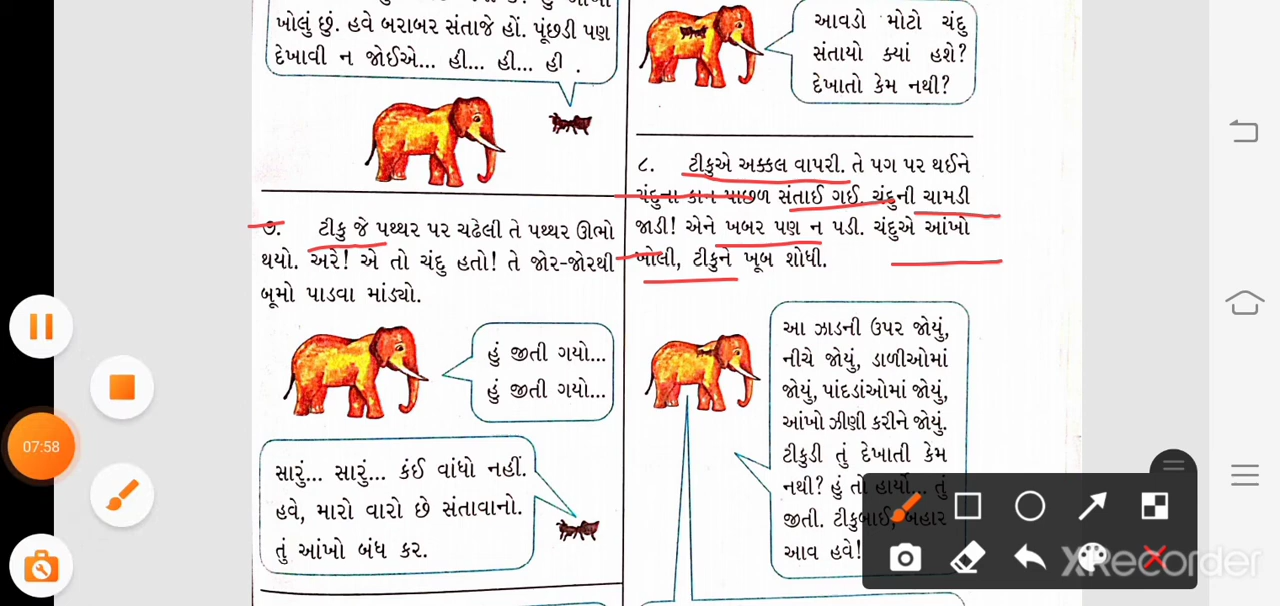 ખોલું છું. હવે બરાબર સંતાજે હોં. પૂંછડી પણ
દેખાવી ન જોઈએ... હી... હી... હી .
૭. ટીકુ જે પથ્થર પર ચઢેલી તે પથ્થર ઊભો
થયો. અરે! એ તો ચંદુ હતો! તે જોર-જોરથી
બૂમો પાડવા માંડ્યો.
હું જીતી ગયો...
હું જીતી ગયો...
સારું... સારું... કંઈ વાંધો નહીં.
હવે, મારો વારો છે સંતાવાનો.
તું આંખો બંધ કર.
આવડો મોટો ચંદુ
સંતાયો ક્યાં હશે?
દેખાતો કેમ નથી?
૮. ટીકુએ અક્કલ વાપરી. તે પગ પર થઈને
ચંદુના કાન પાછળ સંતાઈ ગઈ. ચંદુની ચામડી
જાડી! એને ખબર પણ ન પડી. ચંદુએ આંખો
ખોલી, ટીકુને ખૂબ શોધી.
આ ઝાડની ઉપર જોયું,
નીચે જોયું, ડાળીઓમાં
જોયું, પાંદડાંઓમાં જોયું,
આંખો ઝીણી કરીને જોયું.
ટીકુડી તું દેખાતી કેમ
નથી? હું તો હાર્યો... તું
જીતી. ટીકુબાઈ, બહાર
આવ હવે!
07:58
XRecorder